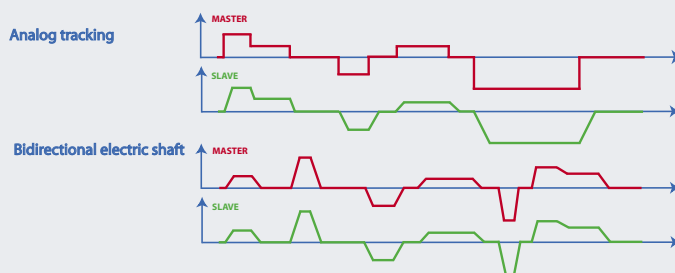 MASTER
Analog tracking
SLAVE
Bidirectional electric shaft
MASTER
SLAVE